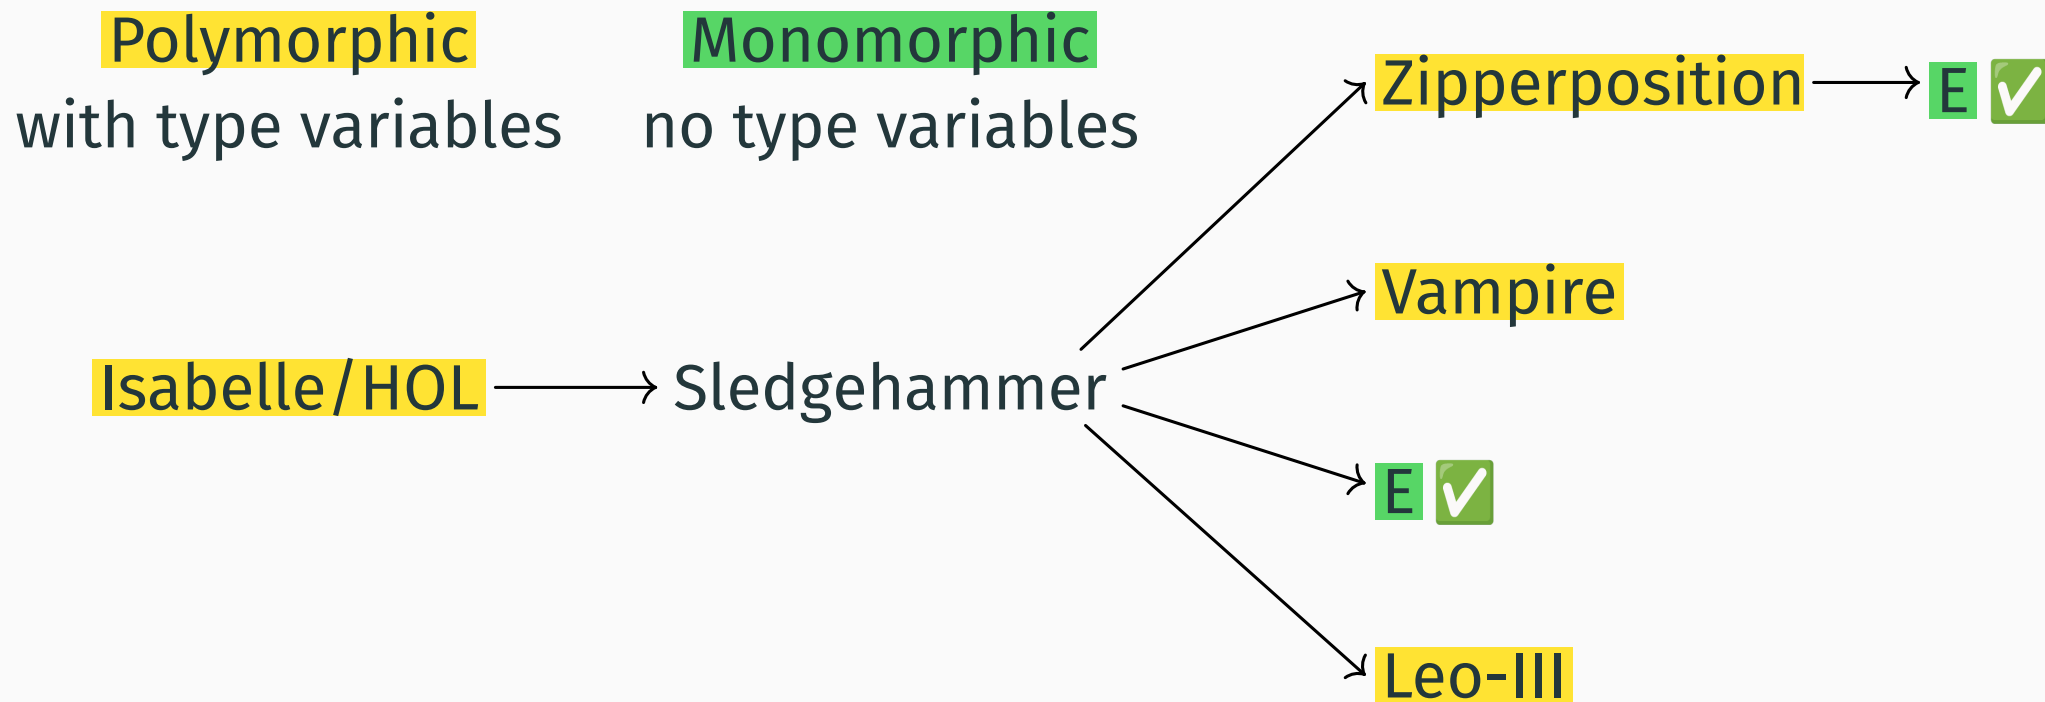 Polymorphic
with type variables
Monomorphic
no type variables
Zipperposition
E ✅
Vampire
Isabelle/HOL
Sledgehammer
E ✅
Leo-III